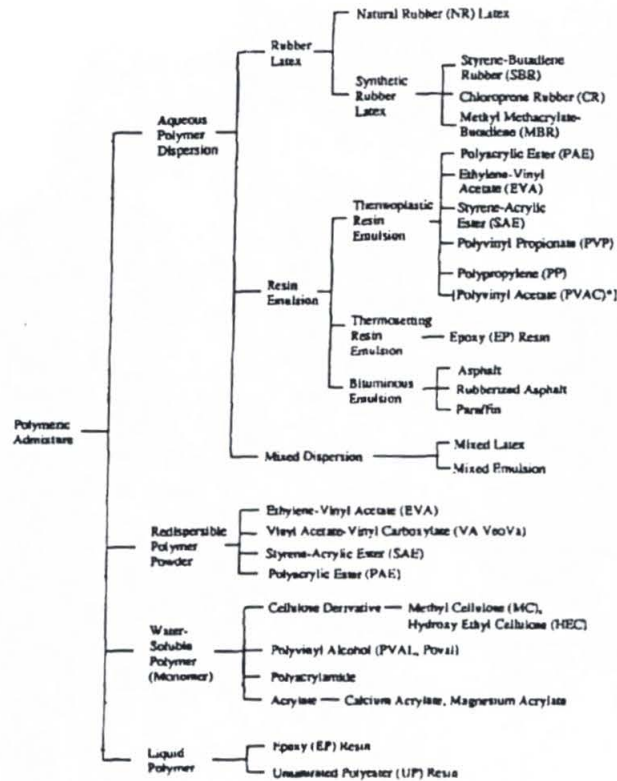 Natural Rubber (NR) Latex
Rubber
Latex
Styrene-Butadiene
Rubber (SBR)
Synthetic
Rubber
Latex
Chloroprene Rubber (CR)
Methyl Methacrylate-
Butadiene (MBR)
Aqueous
Polymer
Dispersion
Polyacrylic Ester (PAE)
Ethylene-Vinyl
Acetate (EVA)
Thermoplastic
Resin
Emulsion
Styrene-Acrylic
Ester (SAE)
Polyvinyl Propionate (PVP)
Polypropylene (PP)
[Polyvinyl Acetate (PVAC)*]
Resin
Emulsion
Thermosetting
Resin
Emulsion
Epoxy (EP) Resin
Bituminous
Emulsion
Asphalt
Rubberized Asphalt
Paraffin
Polymeric
Admixture
Mixed Dispersion
Mixed Latex
Mixed Emulsion
Redispersible
Polymer
Powder
Ethylene-Vinyl Acetate (EVA)
Vinyl Acetate-Vinyl Carboxylate (VA VeoVa)
Styrene-Acrylic Ester (SAE)
Polyacrylic Ester (PAE)
Water-
Soluble
Polymer
(Monomer)
Cellulose Derivative
Methyl Cellulose (MC),
Hydroxy Ethyl Cellulose (HEC)
Polyvinyl Alcohol (PVAL, Poval)
Polyacrylamide
Acrylate
Calcium Acrylate, Magnesium Acrylate
Liquid
Polymer
Epoxy (EP) Resin
Unsaturated Polyester (UP) Resin